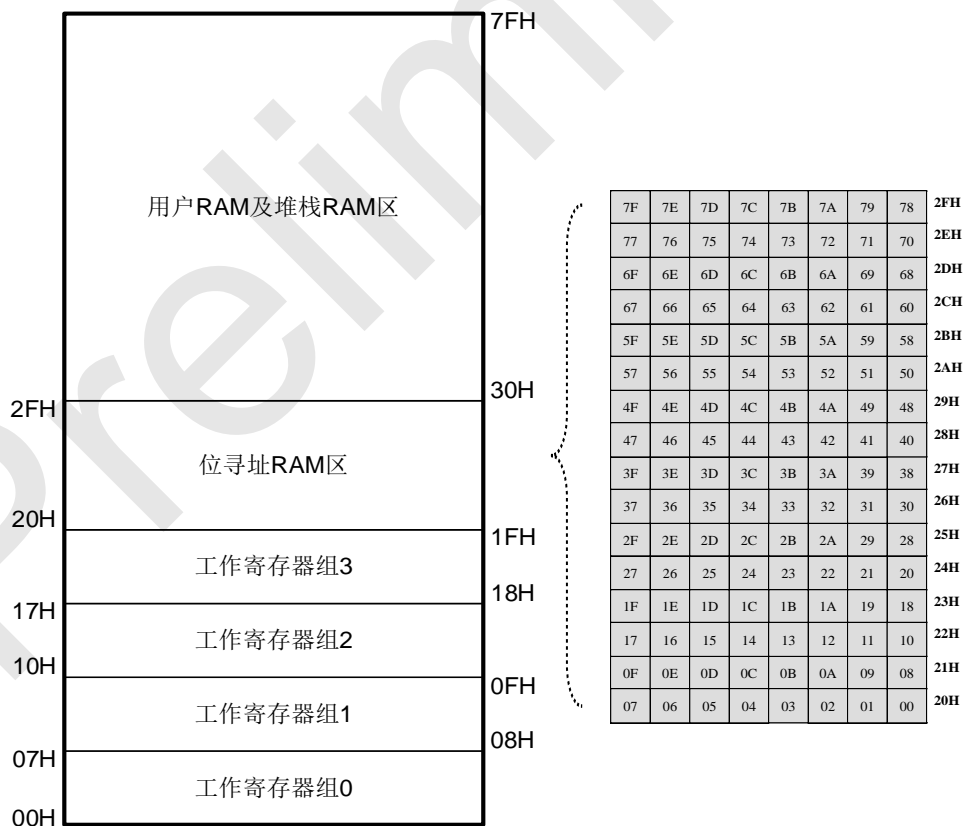 7FH
用户RAM及堆栈RAM区
30H
2FH
位寻址RAM区
20H
1FH
工作寄存器组3
18H
17H
工作寄存器组2
10H
0FH
工作寄存器组1
08H
07H
工作寄存器组0
00H
7F 7E 7D 7C 7B 7A 79 78 2FH
77 76 75 74 73 72 71 70 2EH
6F 6E 6D 6C 6B 6A 69 68 2DH
67 66 65 64 63 62 61 60 2CH
5F 5E 5D 5C 5B 5A 59 58 2BH
57 56 55 54 53 52 51 50 2AH
4F 4E 4D 4C 4B 4A 49 48 29H
47 46 45 44 43 42 41 40 28H
3F 3E 3D 3C 3B 3A 39 38 27H
37 36 35 34 33 32 31 30 26H
2F 2E 2D 2C 2B 2A 29 28 25H
27 26 25 24 23 22 21 20 24H
1F 1E 1D 1C 1B 1A 19 18 23H
17 16 15 14 13 12 11 10 22H
0F 0E 0D 0C 0B 0A 09 08 21H
07 06 05 04 03 02 01 00 20H
Prelim